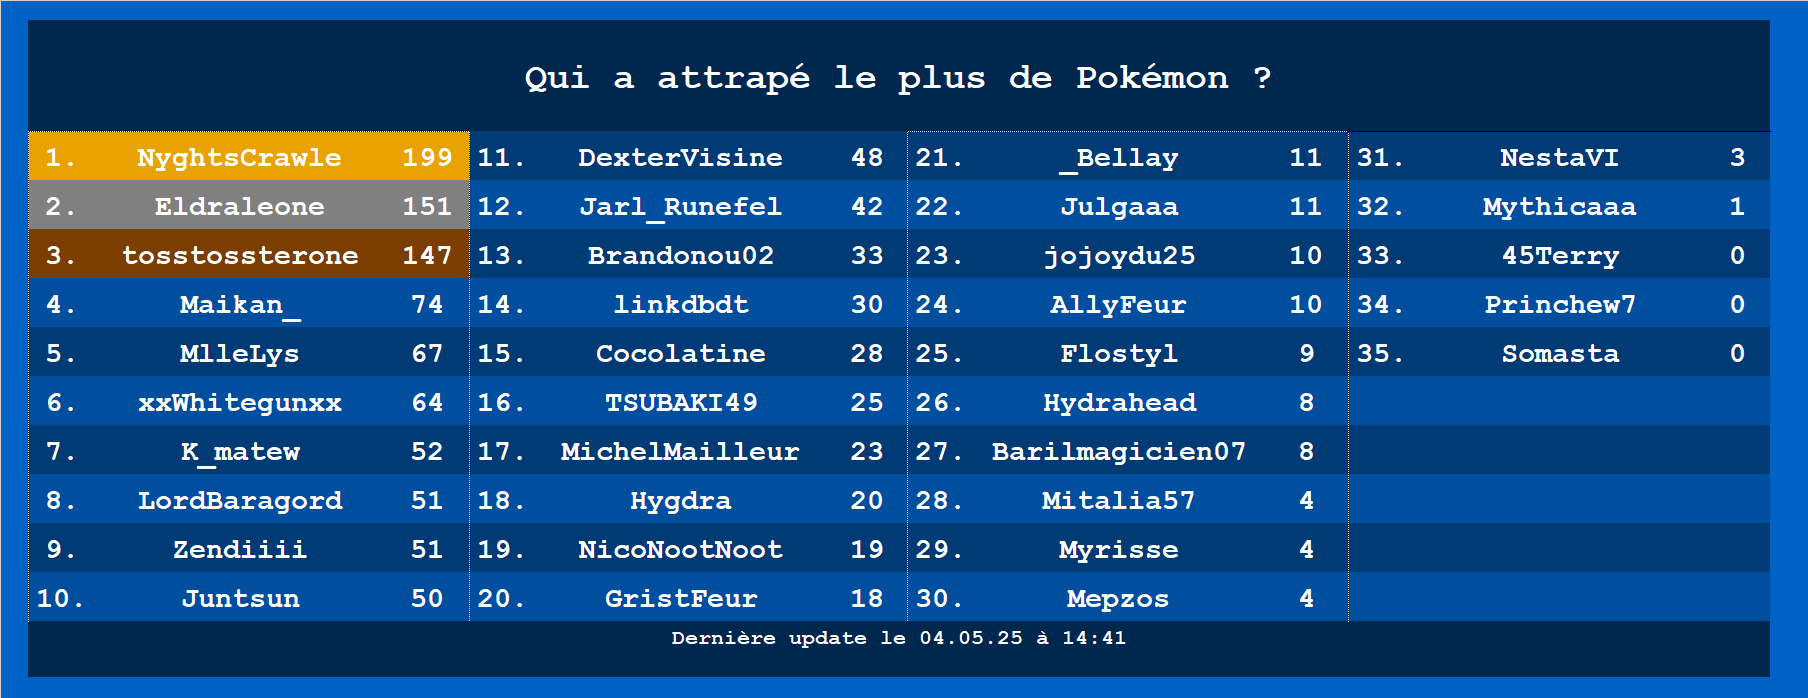 Qui a attrapé le plus de Pokémon ?
1. NyghtsCrawle 199
2. Eldraleone 151
3. tosstossterone 147
4. Maikan_ 74
5. MlleLys 67
6. xxWhitegunxx 64
7. K_matew 52
8. LordBaragord 51
9. Zendiiii 51
10. Juntsun 50
11. DexterVisine 48
12. Jarl_Runefel 42
13. Brandonou02 33
14. linkdbdt 30
15. Cocolatine 28
16. TSUBAKI49 25
17. MichelMailleur 23
18. Hygdra 20
19. NicoNootNoot 19
20. GristFeur 18
21. _Bellay 11
22. Julgaaa 11
23. jojoydu25 10
24. AllyFeur 10
25. Flostyl 9
26. Hydrahead 8
27. Barilmagicien07 8
28. Mitalia57 4
29. Myrisse 4
30. Mepzos 4
31. NestaVI 3
32. Mythicaaa 1
33. 45Terry 0
34. Princhew7 0
35. Somasta 0
Dernière update le 04.05.25 à 14:41